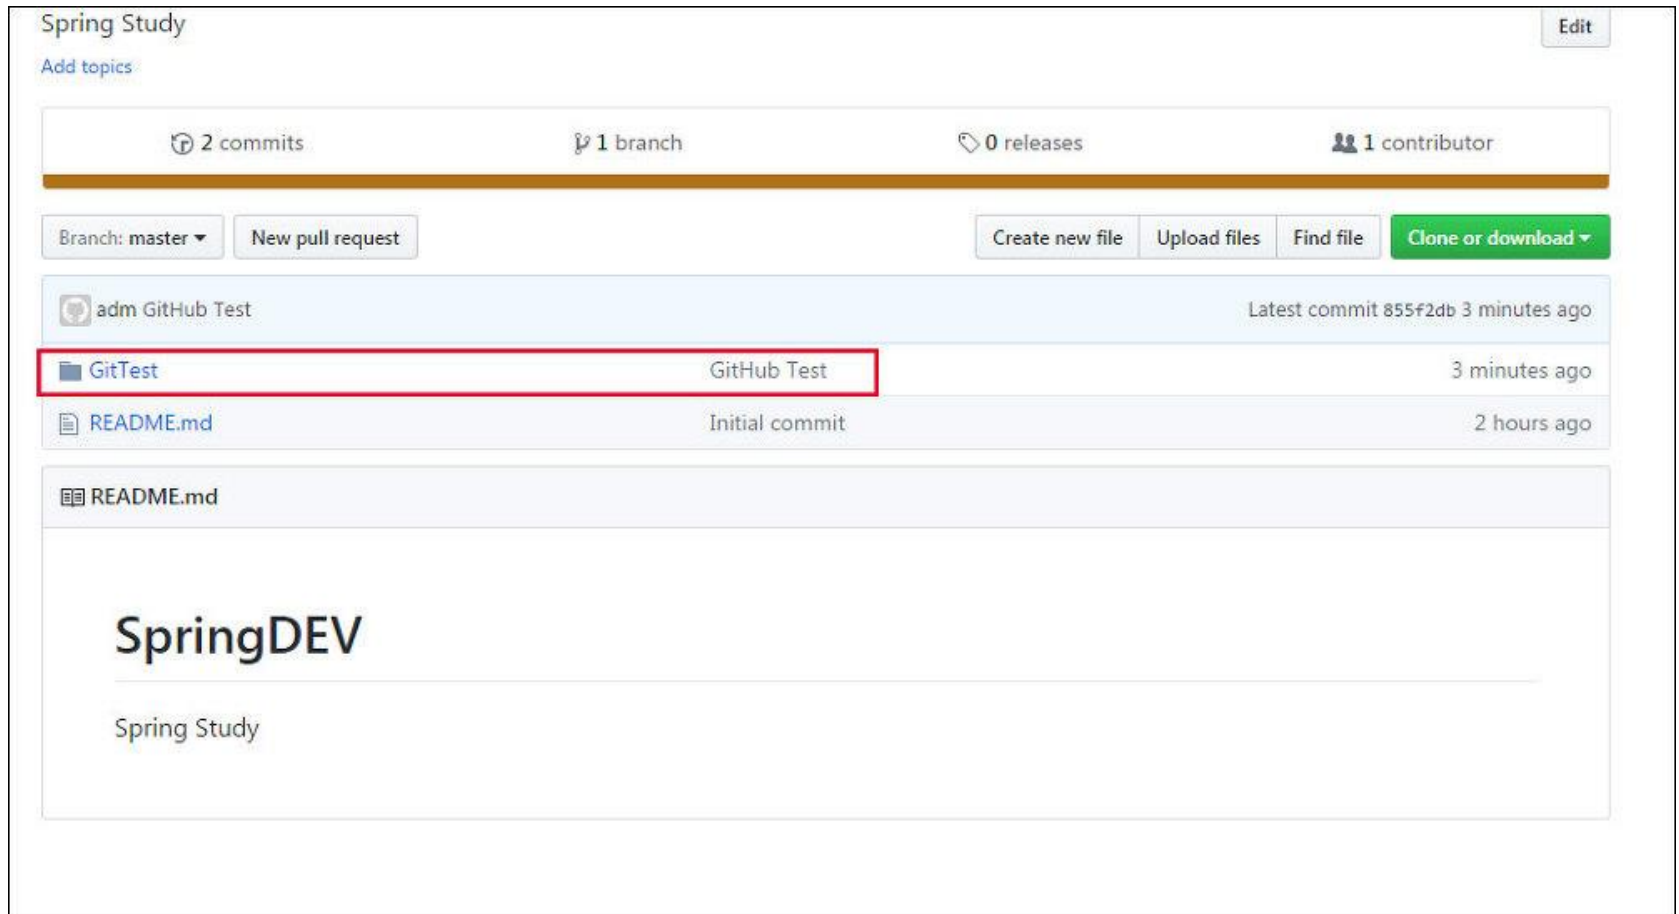 Spring Study
Edit
Add topics
2 commits
1 branch
0 releases
1 contributor
Branch: master
New pull request
Create new file
Upload files
Find file
Clone or download
adm GitHub Test
Latest commit 855f2db 3 minutes ago
GitTest
GitHub Test
3 minutes ago
README.md
Initial commit
2 hours ago
README.md
SpringDEV
Spring Study